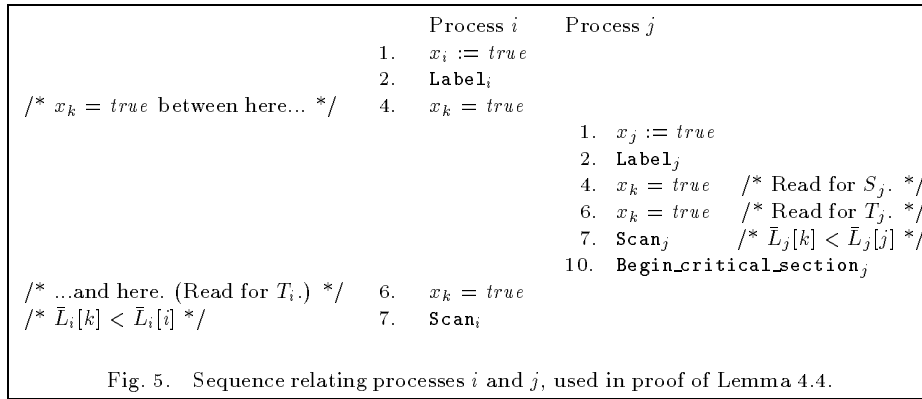 Process i Process j
1. x_i := true
2. Label_i
/* x_k = true between here... */ 4. x_k = true
1. x_j := true
2. Label_j
4. x_k = true /* Read for S_j. */
6. x_k = true /* Read for T_j. */
7. Scan_j /* L̄_j[k] < L̄_j[j] */
10. Begin_critical_section_j
/* ...and here. (Read for T_i.) */ 6. x_k = true
/* L̄_i[k] < L̄_i[i] */ 7. Scan_i
Fig. 5. Sequence relating processes i and j, used in proof of Lemma 4.4.